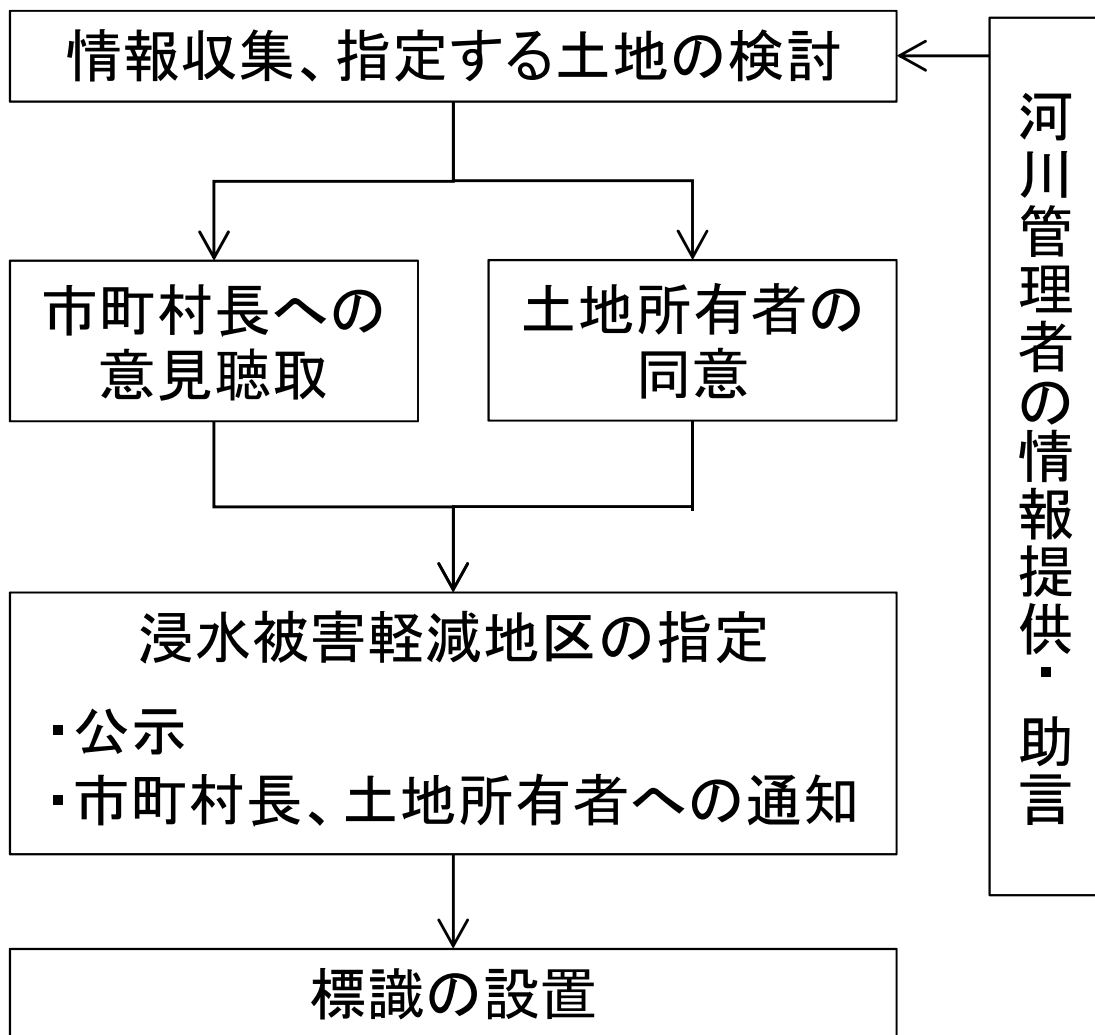 情報収集、指定する土地の検討
市町村長への
意見聴取
土地所有者の
同意
浸水被害軽減地区の指定
・公示
・市町村長、土地所有者への通知
標識の設置
河川管理者の情報提供・助言